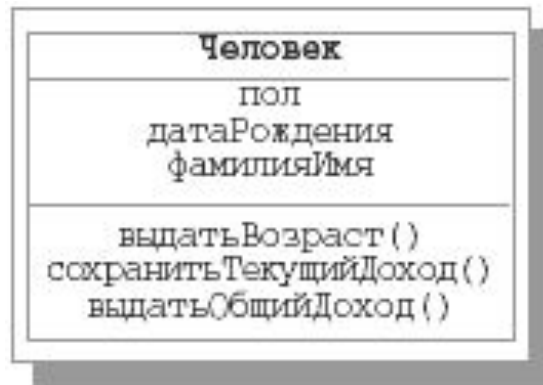 Человек
пол
датаРождения
фамилияИмя
выдатьВозраст()
сохранитьТекущийДоход()
выдатьОбщийДоход()